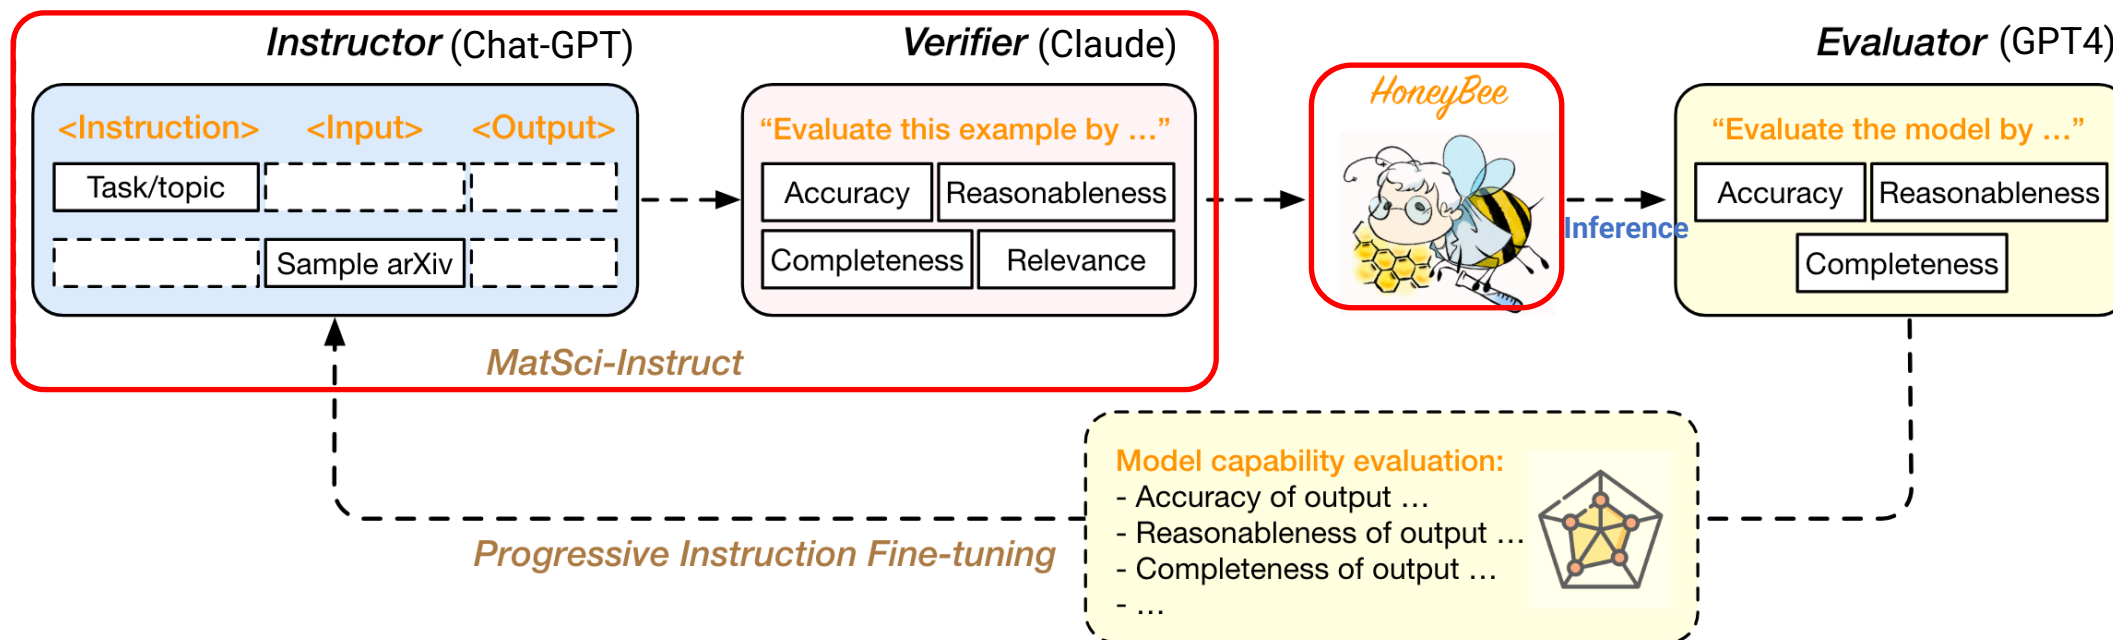 Instructor (Chat-GPT)
<Instruction> <Input> <Output>
Task/topic
Sample arXiv
Verifier (Claude)
“Evaluate this example by ...”
Accuracy Reasonableness
Completeness Relevance
MatSci-Instruct
HoneyBee
Inference
Evaluator (GPT4)
“Evaluate the model by ...”
Accuracy Reasonableness
Completeness
Model capability evaluation:
- Accuracy of output ...
- Reasonableness of output ...
- Completeness of output ...
- ...
Progressive Instruction Fine-tuning